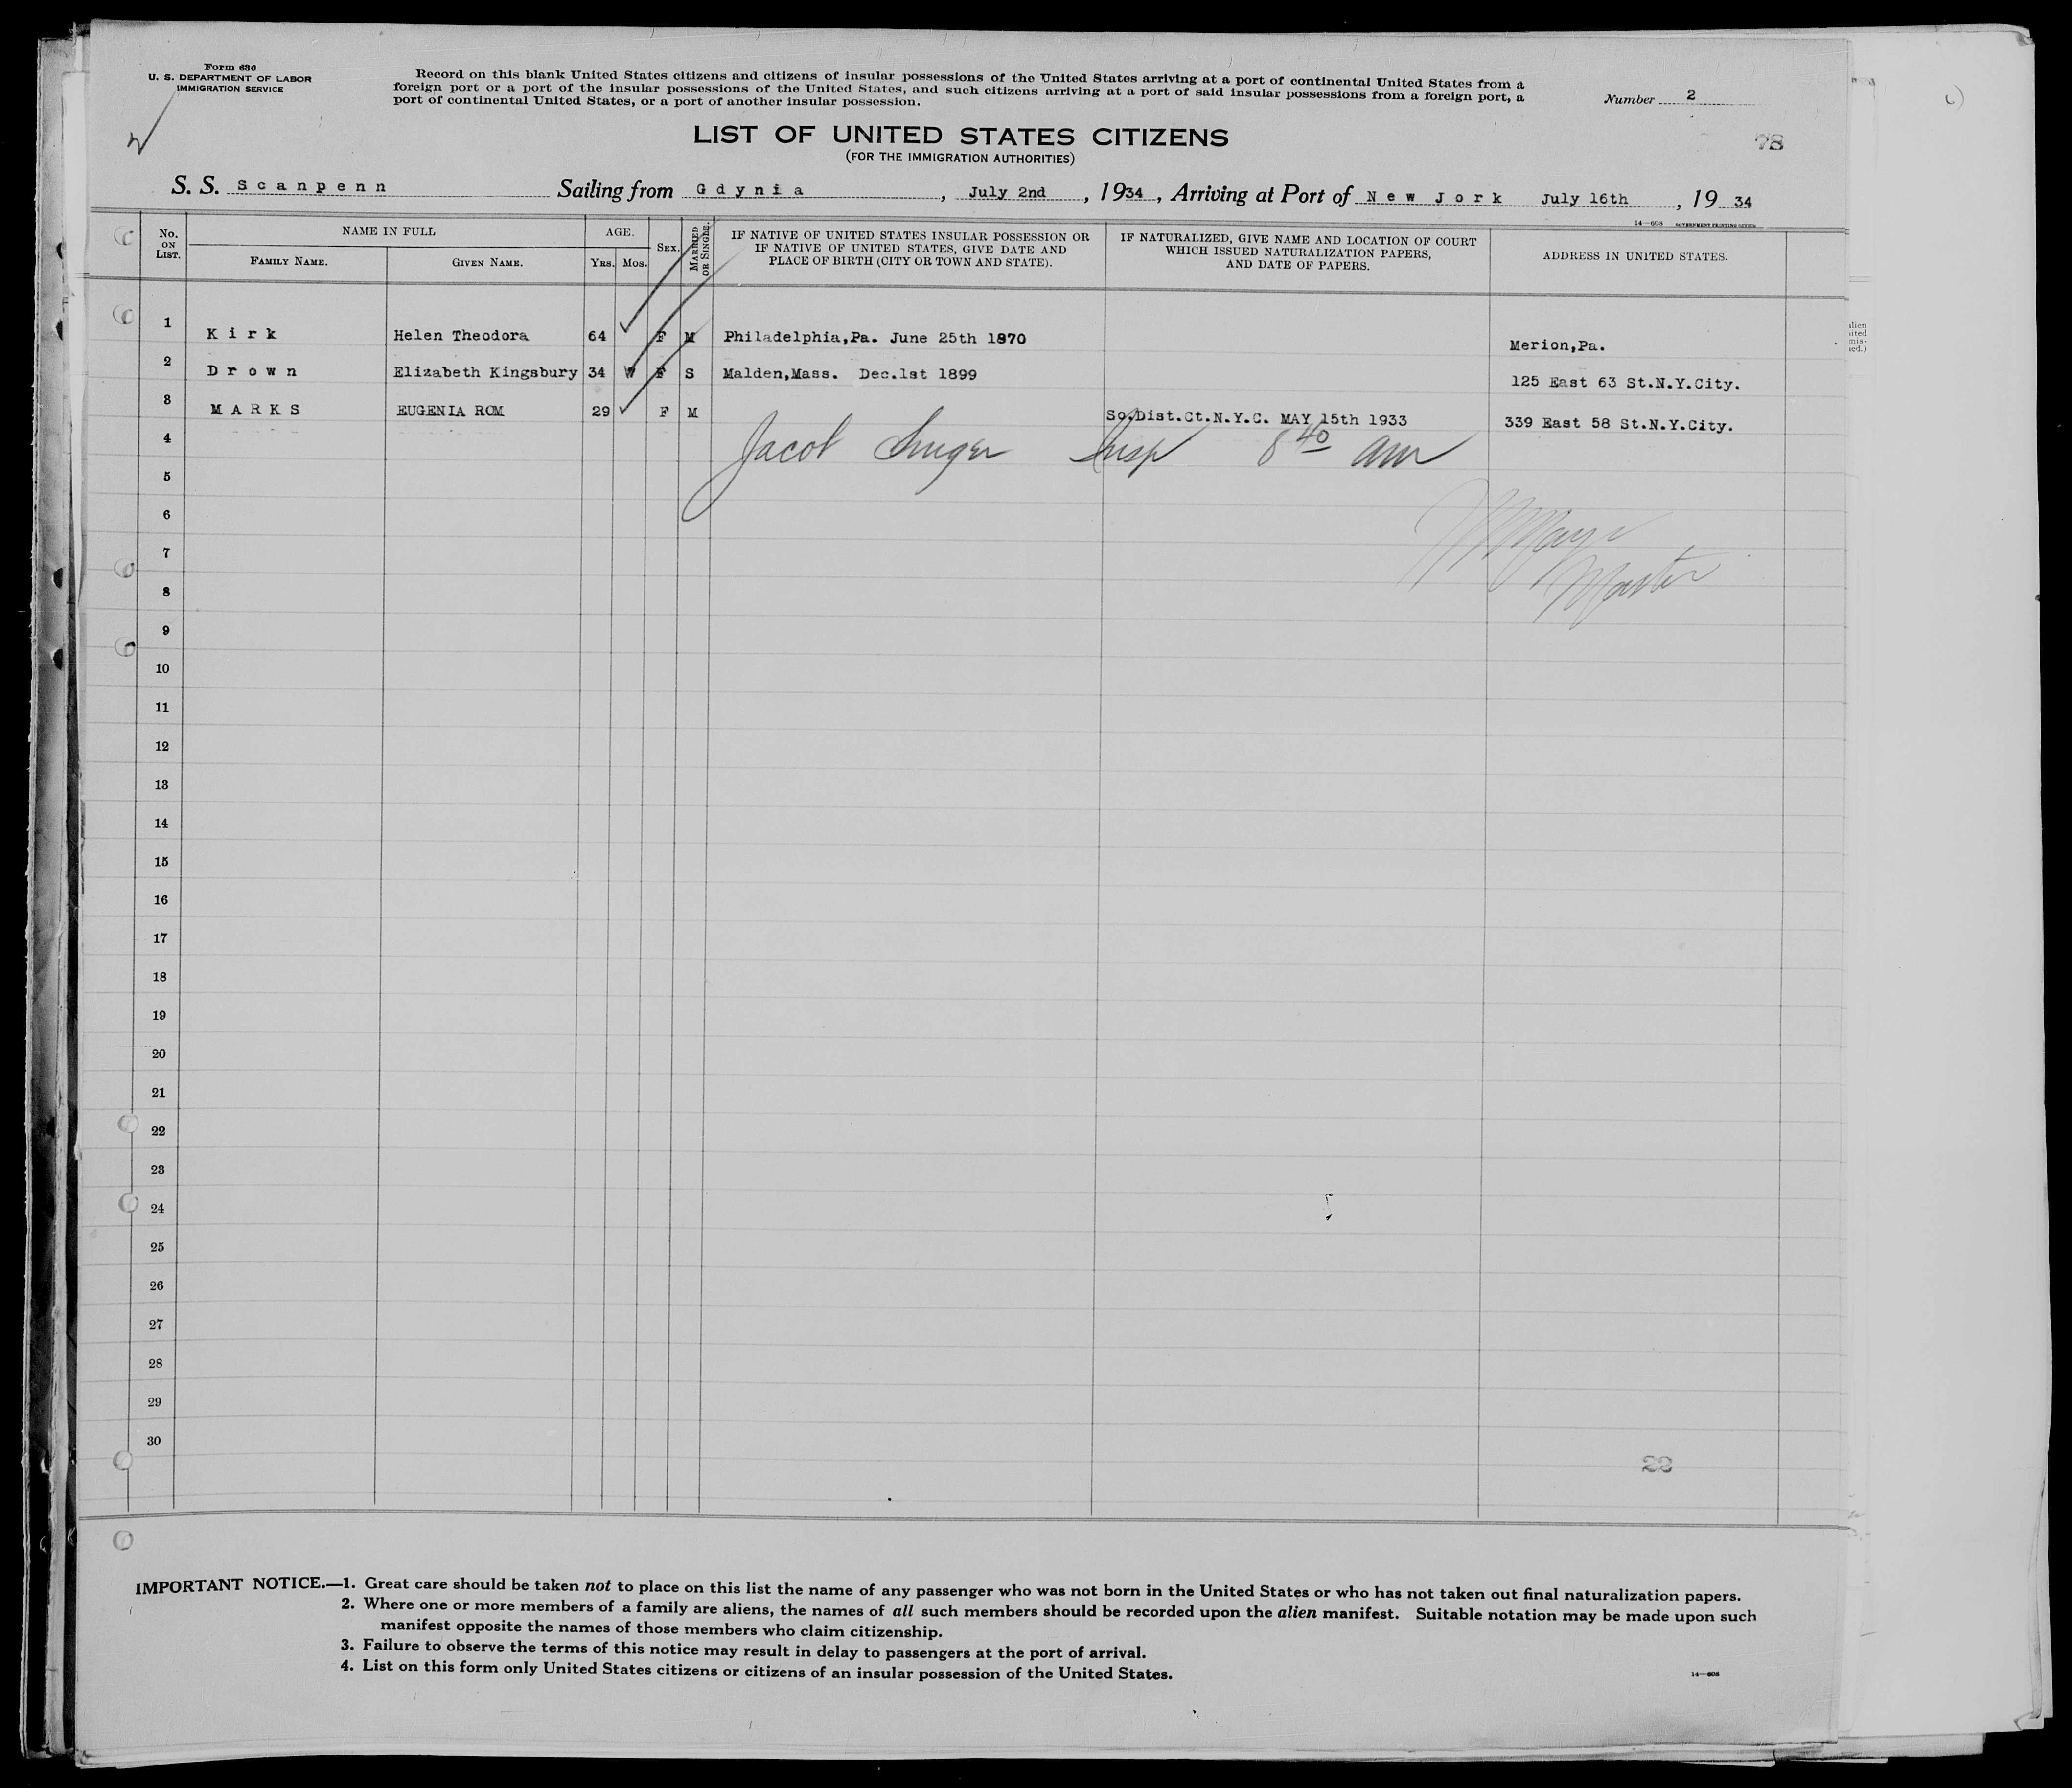 Form 630
U. S. DEPARTMENT OF LABOR
IMMIGRATION SERVICE
Record on this blank United States citizens and citizens of insular possessions of the United States arriving at a port of continental United States from a
foreign port or a port of the insular possessions of the United States, and such citizens arriving at a port of said insular possessions from a foreign port, a
port of continental United States, or a port of another insular possession.
Number 2
LIST OF UNITED STATES CITIZENS
(FOR THE IMMIGRATION AUTHORITIES)
78
S. S. Scanpenn Sailing from Gdynia, July 2nd, 1934, Arriving at Port of New Jork July 16th, 19 34
14—608 GOVERNMENT PRINTING OFFICE
No. ON LIST. NAME IN FULL AGE. SEX. MARRIED OR SINGLE. IF NATIVE OF UNITED STATES INSULAR POSSESSION OR IF NATIVE OF UNITED STATES, GIVE DATE AND PLACE OF BIRTH (CITY OR TOWN AND STATE). IF NATURALIZED, GIVE NAME AND LOCATION OF COURT WHICH ISSUED NATURALIZATION PAPERS, AND DATE OF PAPERS. ADDRESS IN UNITED STATES.
FAMILY NAME. GIVEN NAME. YRS. MOS.
1 Kirk Helen Theodora 64 F M Philadelphia,Pa. June 25th 1870 Merion,Pa.
2 Drown Elizabeth Kingsbury 34 F S Malden,Mass. Dec.1st 1899 125 East 63 St.N.Y.City.
3 MARKS EUGENIA ROM 29 F M So.Dist.Ct.N.Y.C. MAY 15th 1933 339 East 58 St.N.Y.City.
4 Jacob Insp 8 40 am
5
6
7
Master
8
9
10
11
12
13
14
15
16
17
18
19
20
21
22
23
24
25
26
27
28
29
30
28
IMPORTANT NOTICE.—1. Great care should be taken not to place on this list the name of any passenger who was not born in the United States or who has not taken out final naturalization papers.
2. Where one or more members of a family are aliens, the names of all such members should be recorded upon the alien manifest. Suitable notation may be made upon such
manifest opposite the names of those members who claim citizenship.
3. Failure to observe the terms of this notice may result in delay to passengers at the port of arrival.
4. List on this form only United States citizens or citizens of an insular possession of the United States.
14—608